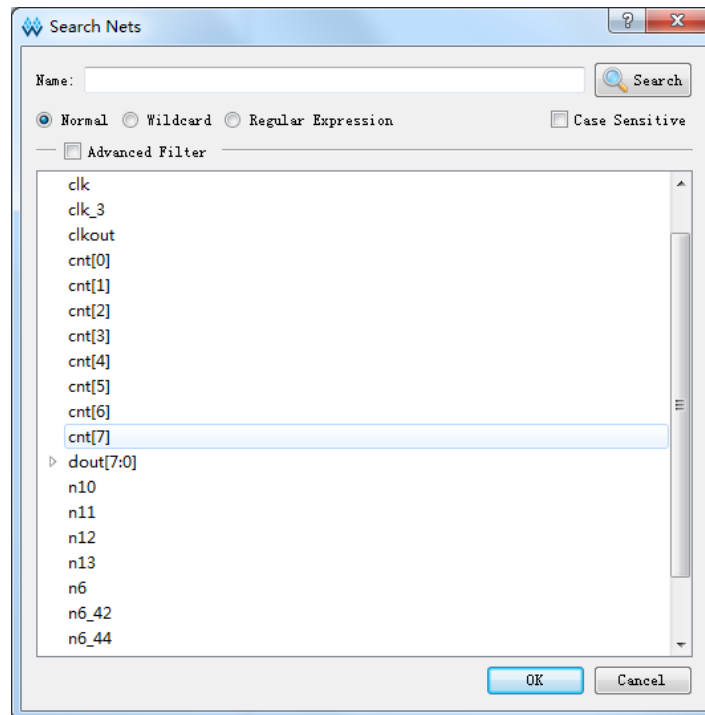 Search Nets
Name: Search
Normal Wildcard Regular Expression Case Sensitive
Advanced Filter
clk
clk_3
clkout
cnt[0]
cnt[1]
cnt[2]
cnt[3]
cnt[4]
cnt[5]
cnt[6]
cnt[7]
dout[7:0]
n10
n11
n12
n13
n6
n6_42
n6_44
OK Cancel